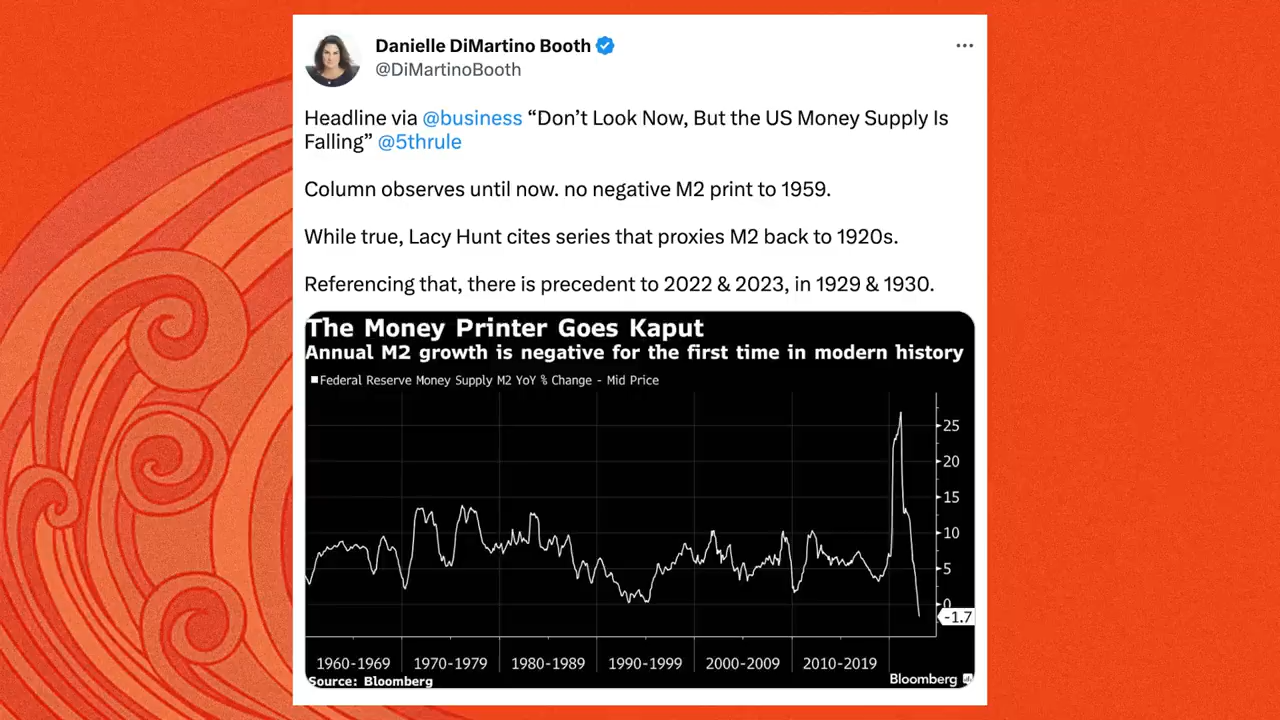 Danielle DiMartino Booth
@DiMartinoBooth
Headline via @business “Don’t Look Now, But the US Money Supply Is
Falling” @5thrule
Column observes until now. no negative M2 print to 1959.
While true, Lacy Hunt cites series that proxies M2 back to 1920s.
Referencing that, there is precedent to 2022 & 2023, in 1929 & 1930.
The Money Printer Goes Kaput
Annual M2 growth is negative for the first time in modern history
Federal Reserve Money Supply M2 YoY % Change - Mid Price
25
20
15
10
5
0
-1.7
1960-1969 1970-1979 1980-1989 1990-1999 2000-2009 2010-2019
Source: Bloomberg
Bloomberg